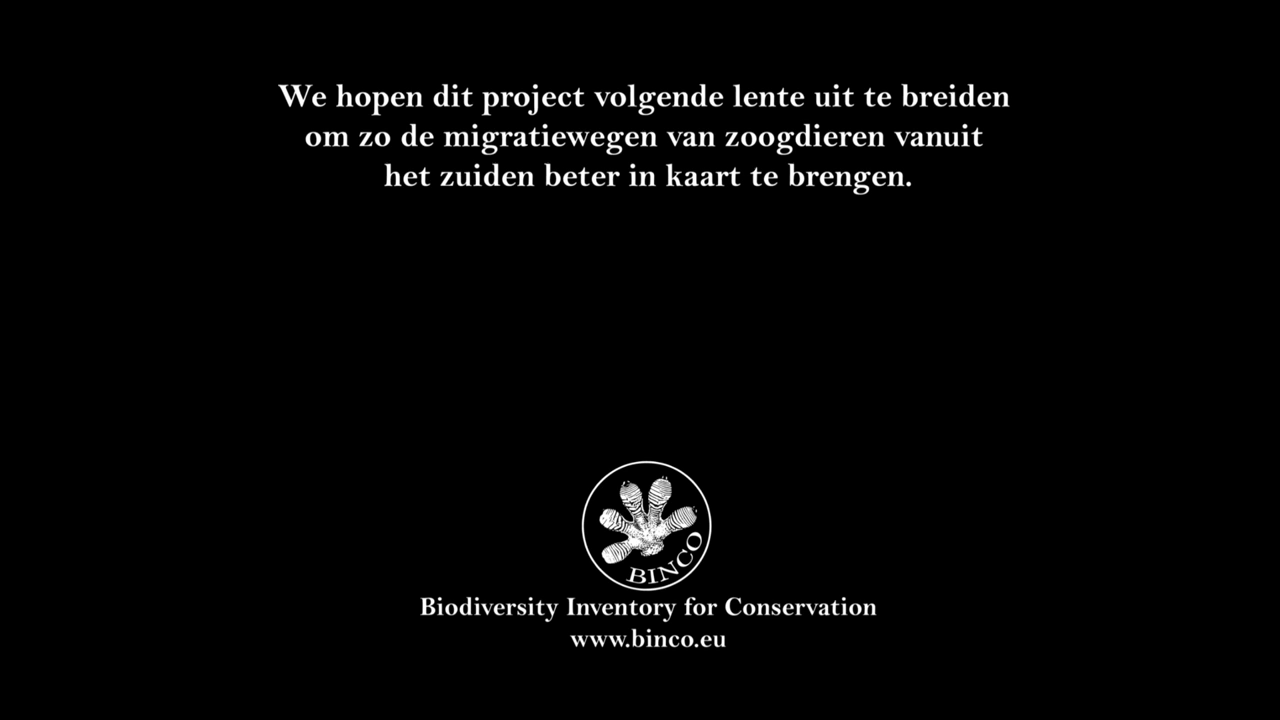 We hopen dit project volgende lente uit te breiden
om zo de migratiewegen van zoogdieren vanuit
het zuiden beter in kaart te brengen.
BINCO
Biodiversity Inventory for Conservation
www.binco.eu